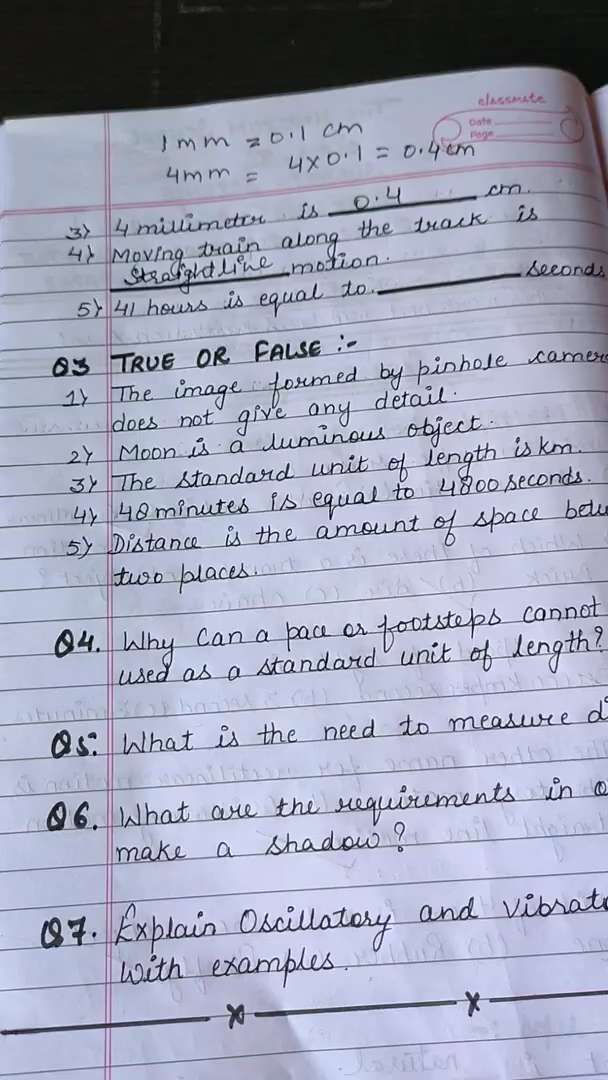 classmate
Date
Page
1mm = 0.1 cm
4mm = 4x0.1 = 0.4cm
3) 4 millimeter is 0.4 cm.
4) Moving train along the track is
straight line motion.
5) 41 hours is equal to. seconds
Q3 TRUE OR FALSE :-
1) The image formed by pinhole camer
does not give any detail.
2) Moon is a luminous object.
3) The standard unit of length is km.
4) 48 minutes is equal to 4800 seconds.
5) Distance is the amount of space betw
two places.
Q4. Why can a pace or footsteps cannot
used as a standard unit of length?
Q5. What is the need to measure di
Q6. What are the requirements in o
make a shadow?
Q7. Explain Oscillatory and vibrat
with examples.